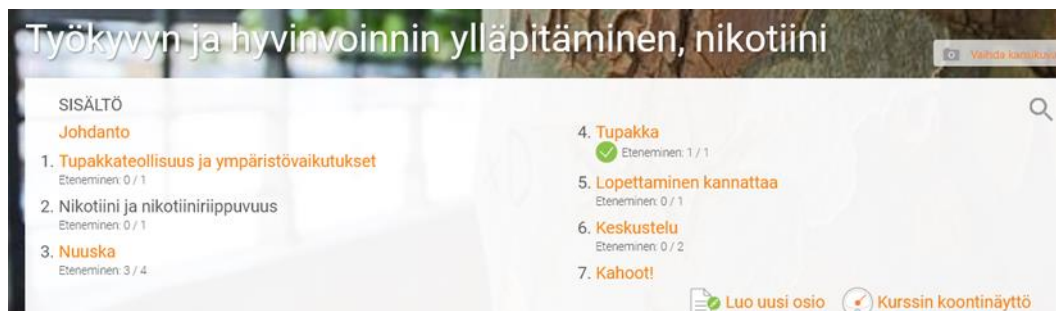 Työkyvyn ja hyvinvoinnin ylläpitäminen, nikotiini
Vaihda kansikuva
SISÄLTÖ
Johdanto
1. Tupakkateollisuus ja ympäristövaikutukset
Eteneminen: 0 / 1
2. Nikotiini ja nikotiiniriippuvuus
Eteneminen: 0 / 1
3. Nuuska
Eteneminen: 3 / 4
4. Tupakka
Eteneminen: 1 / 1
5. Lopettaminen kannattaa
Eteneminen: 0 / 1
6. Keskustelu
Eteneminen: 0 / 2
7. Kahoot!
Luo uusi osio
Kurssin koontinäyttö